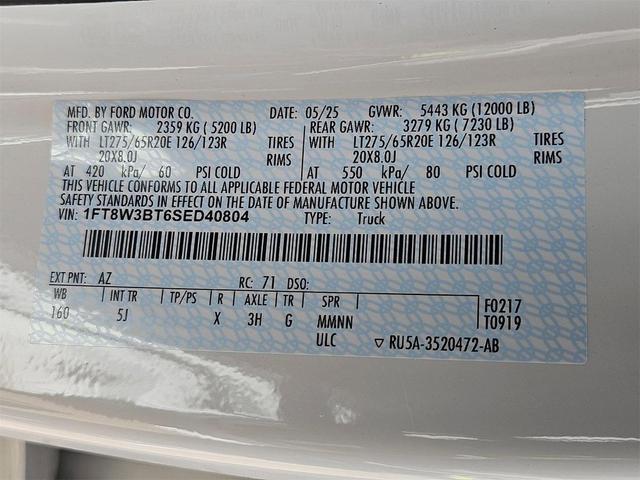 MFD. BY FORD MOTOR CO. DATE: 05/25 GVWR: 5443 KG (12000 LB)
FRONT GAWR: 2359 KG (5200 LB) REAR GAWR: 3279 KG (7230 LB)
WITH LT275/65R20E 126/123R TIRES WITH LT275/65R20E 126/123R TIRES
20X8.0J RIMS 20X8.0J RIMS
AT 420 kPa/ 60 PSI COLD AT 550 kPa/ 80 PSI COLD
THIS VEHICLE CONFORMS TO ALL APPLICABLE FEDERAL MOTOR VEHICLE
SAFETY STANDARDS IN EFFECT ON THE DATE OF MANUFACTURE SHOWN ABOVE.
VIN: 1FT8W3BT6SED40804 TYPE: Truck
EXT PNT: AZ RC: 71 DSO:
WB INT TR TP/PS R AXLE TR SPR F0217
160 5J X 3H G MMNN T0919
ULC ▽ RU5A-3520472-AB